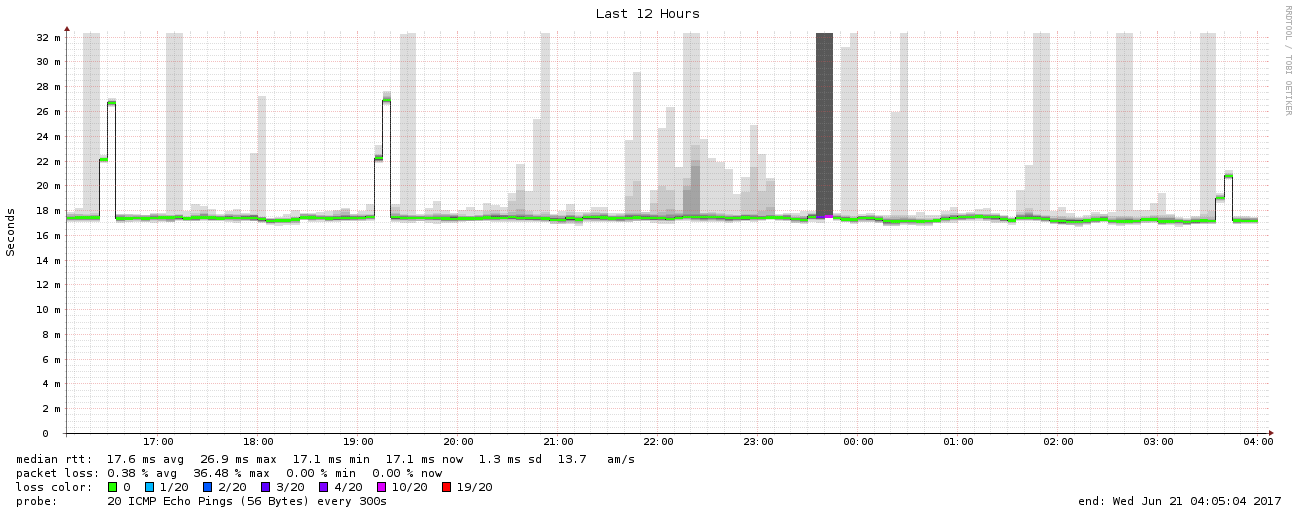 Last 12 Hours
RRDTOOL / TOBI OETIKER
Seconds
32 m
30 m
28 m
26 m
24 m
22 m
20 m
18 m
16 m
14 m
12 m
10 m
8 m
6 m
4 m
2 m
0
17:00 18:00 19:00 20:00 21:00 22:00 23:00 00:00 01:00 02:00 03:00 04:00
median rtt: 17.6 ms avg 26.9 ms max 17.1 ms min 17.1 ms now 1.3 ms sd 13.7 am/s
packet loss: 0.38 % avg 36.48 % max 0.00 % min 0.00 % now
loss color: 0 1/20 2/20 3/20 4/20 10/20 19/20
probe: 20 ICMP Echo Pings (56 Bytes) every 300s end: Wed Jun 21 04:05:04 2017